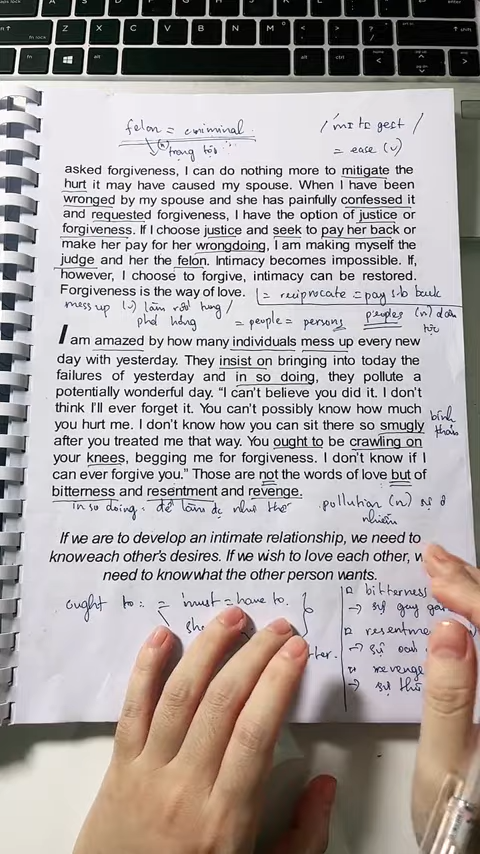 felon = criminal
(n) trọng tội
/ˈmɪtɪgeɪt/
= ease (v)
asked forgiveness, I can do nothing more to mitigate the
hurt it may have caused my spouse. When I have been
wronged by my spouse and she has painfully confessed it
and requested forgiveness, I have the option of justice or
forgiveness. If I choose justice and seek to pay her back or
make her pay for her wrongdoing, I am making myself the
judge and her the felon. Intimacy becomes impossible. If,
however, I choose to forgive, intimacy can be restored.
Forgiveness is the way of love.
= reciprocate = pay s.b back
mess up (v) làm rối tung /
phá hỏng
= people = persons
peoples (n) dân
tộc
I am amazed by how many individuals mess up every new
day with yesterday. They insist on bringing into today the
failures of yesterday and in so doing, they pollute a
potentially wonderful day. “I can’t believe you did it. I don’t
think I’ll ever forget it. You can’t possibly know how much
you hurt me. I don’t know how you can sit there so smugly
after you treated me that way. You ought to be crawling on
your knees, begging me for forgiveness. I don’t know if I
can ever forgive you.” Those are not the words of love but of
bitterness and resentment and revenge.
in so doing: để làm đc như thế
pollution (n) sự ô
nhiễm
If we are to develop an intimate relationship, we need to
know each other’s desires. If we wish to love each other,
need to know what the other person wants.
ought to: = must = have to.
bitterness
→ sự gay
→ sự
revenge
→ sự